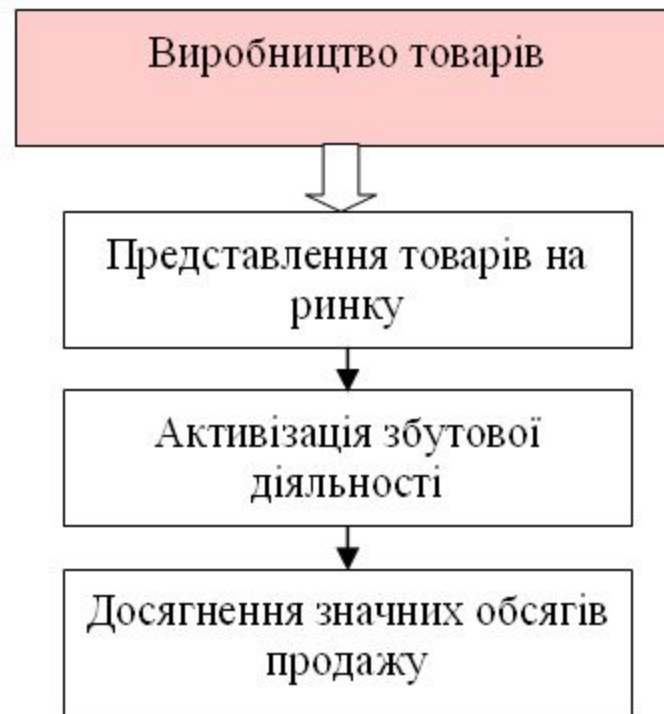 Виробництво товарів
Представлення товарів на
ринку
Активізація збутової
діяльності
Досягнення значних обсягів
продажу